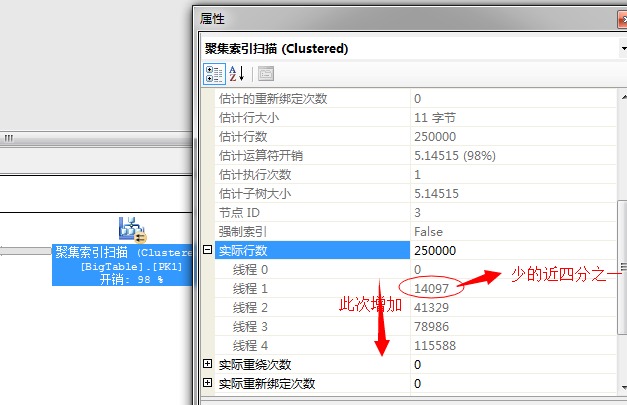 属性
聚集索引扫描 (Clustered)
估计的重新绑定次数 0
估计行大小 11 字节
估计行数 250000
估计运算符开销 5.14515 (98%)
估计执行次数 1
估计子树大小 5.14515
节点 ID 3
强制索引 False
实际行数 250000
线程 0 0
线程 1 14097
少的近四分之一
线程 2 41329
此次增加
线程 3 78986
线程 4 115588
实际重绕次数 0
实际重新绑定次数 0
聚集索引扫描 (Clustere
[BigTable].[PK1]
开销: 98 %